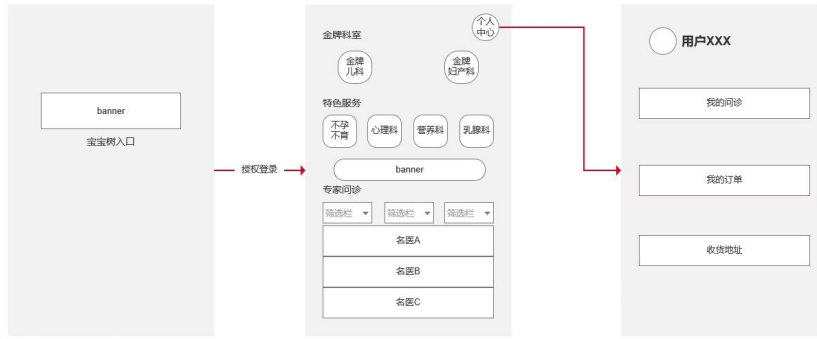 banner
宝宝树入口
授权登录
个人
中心
金牌科室
金牌
儿科
金牌
妇产科
特色服务
不孕
不育
心理科
营养科
乳腺科
banner
专家问诊
筛选栏
筛选栏
筛选栏
名医A
名医B
名医C
用户XXX
我的问诊
我的订单
收货地址